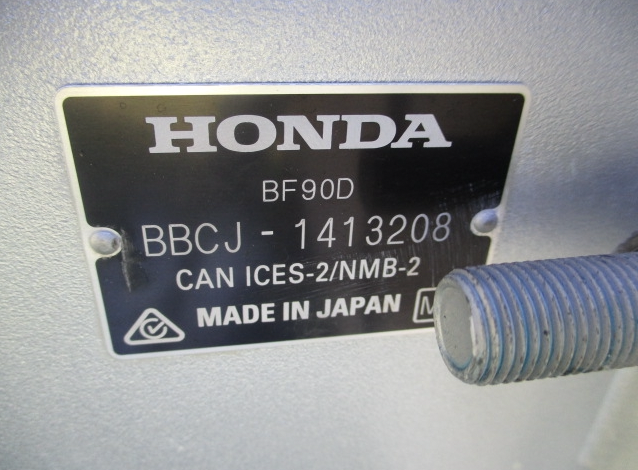 HONDA
BF90D
BBCJ - 1413208
CAN ICES-2/NMB-2
MADE IN JAPAN